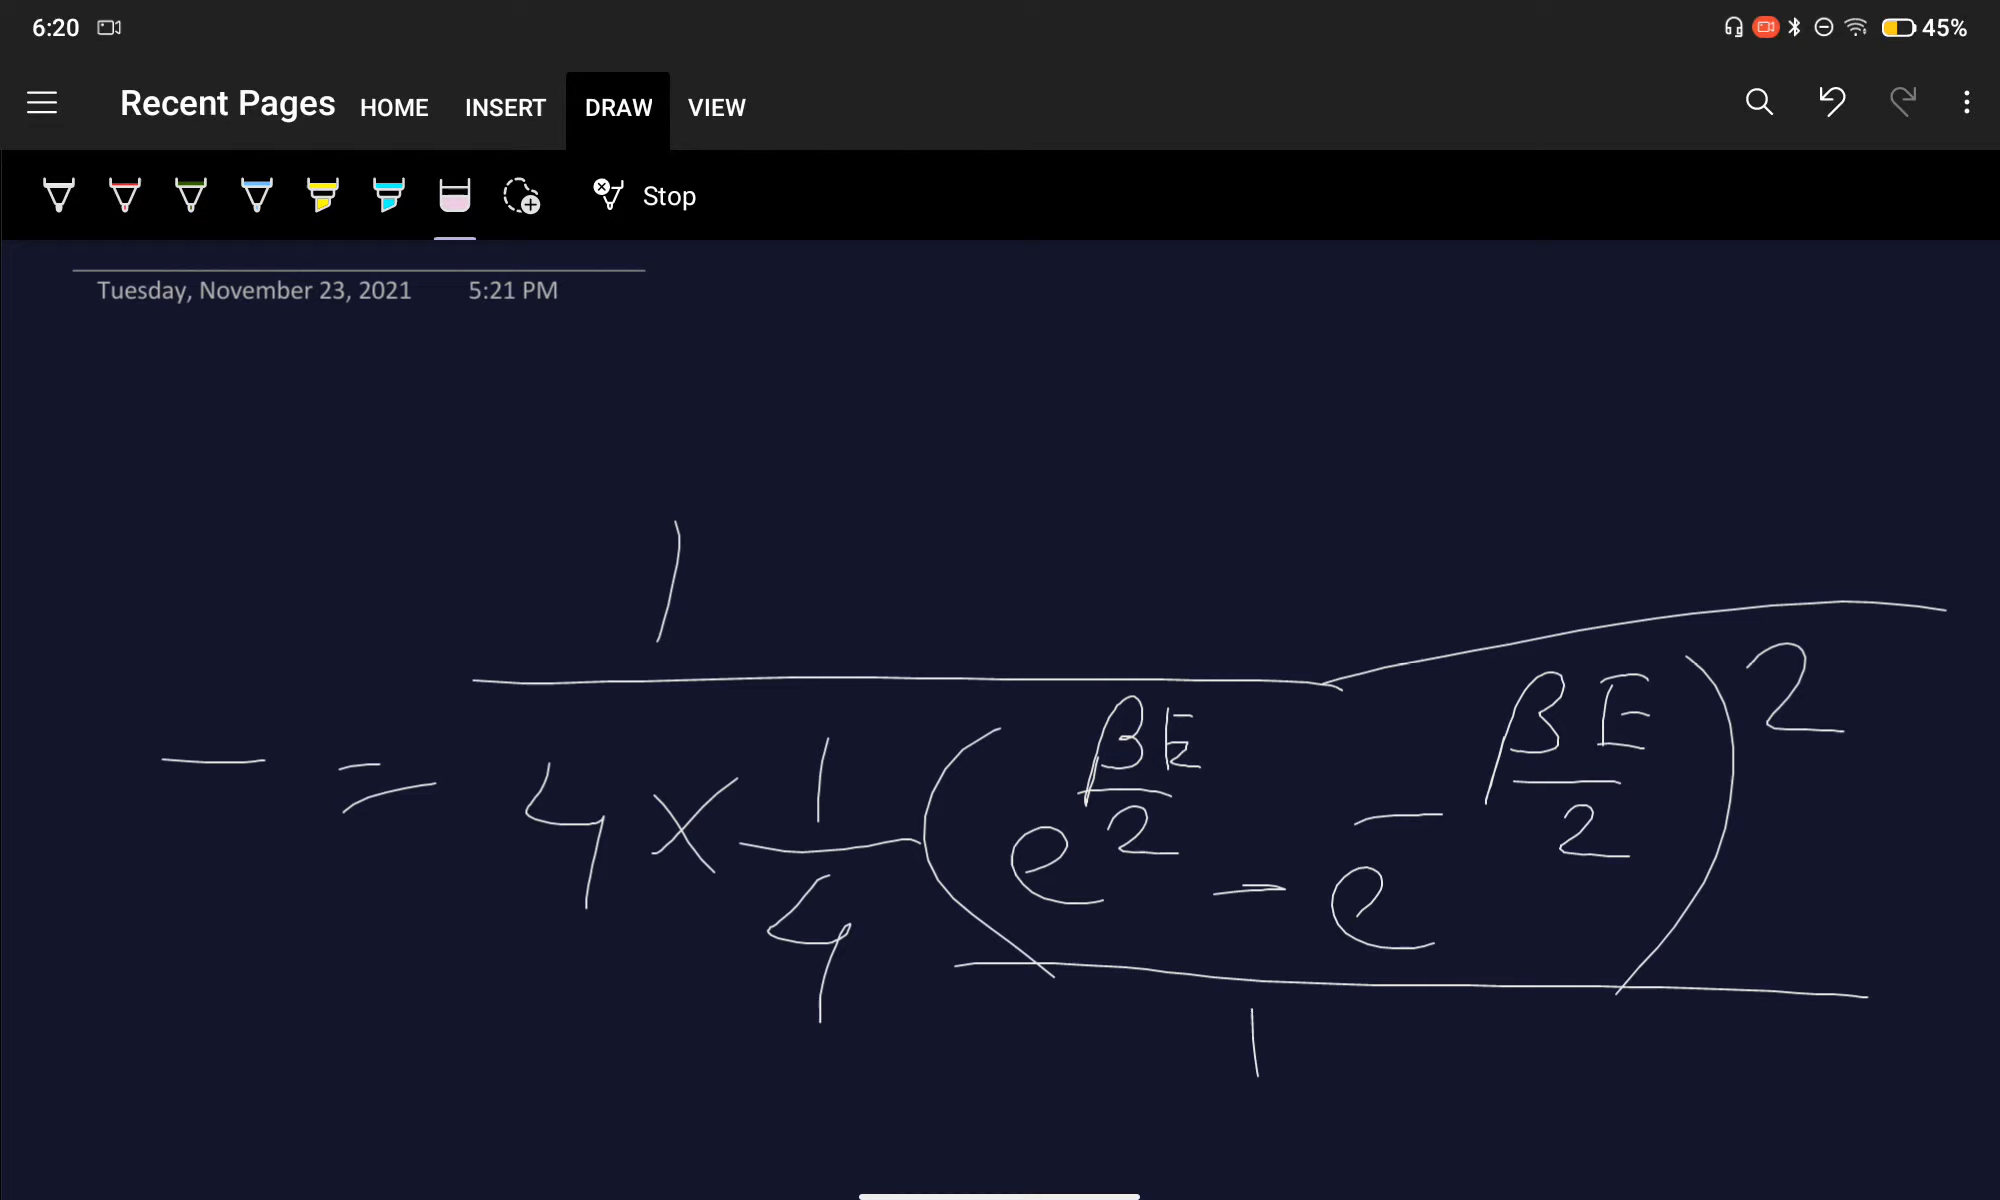 6:20 45%
Recent Pages HOME INSERT DRAW VIEW
Stop
Tuesday, November 23, 2021 5:21 PM
1
— = 4 × 1/4 (e^(βE/2) − e^(−βE/2))^2
1